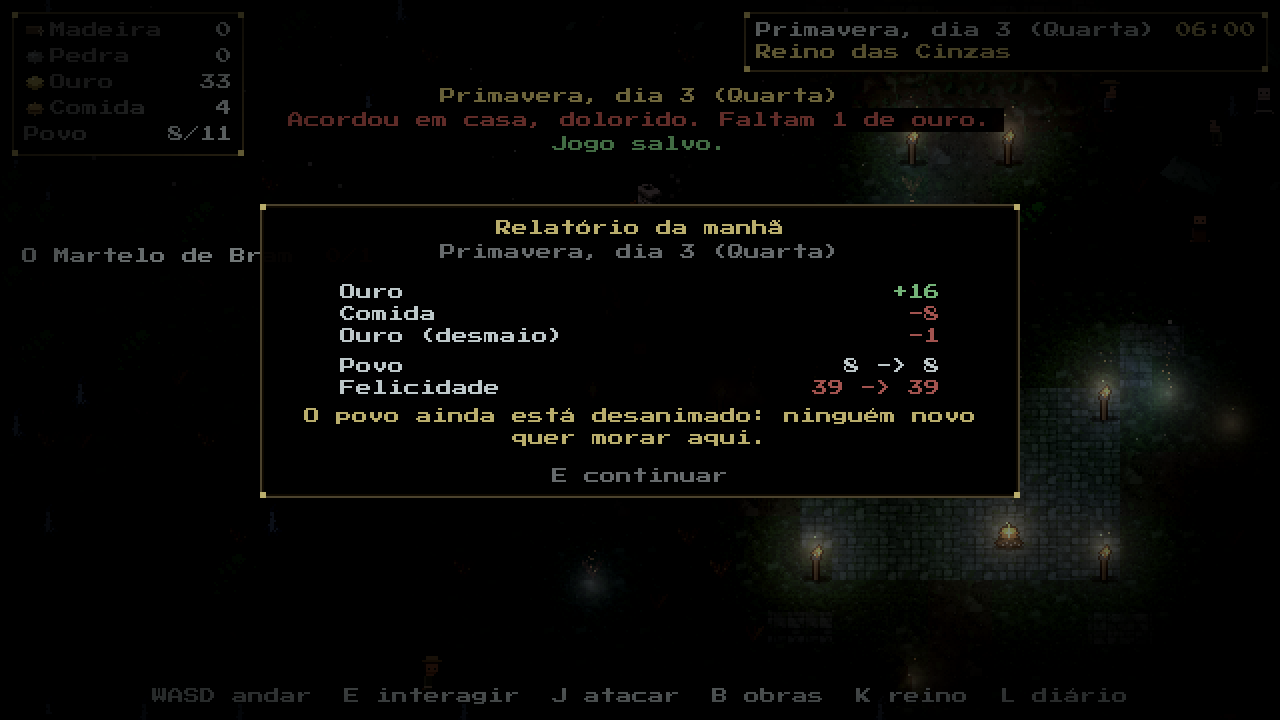 Madeira 0
Pedra 0
Ouro 33
Comida 4
Povo 8/11
Primavera, dia 3 (Quarta) 06:00
Reino das Cinzas
Primavera, dia 3 (Quarta)
Acordou em casa, dolorido. Faltam 1 de ouro.
Jogo salvo.
O Martelo de Br
Relatório da manhã
Primavera, dia 3 (Quarta)
Ouro +16
Comida -8
Ouro (desmaio) -1
Povo 8 -> 8
Felicidade 39 -> 39
O povo ainda está desanimado: ninguém novo
quer morar aqui.
E continuar
WASD andar E interagir J atacar B obras K reino L diário